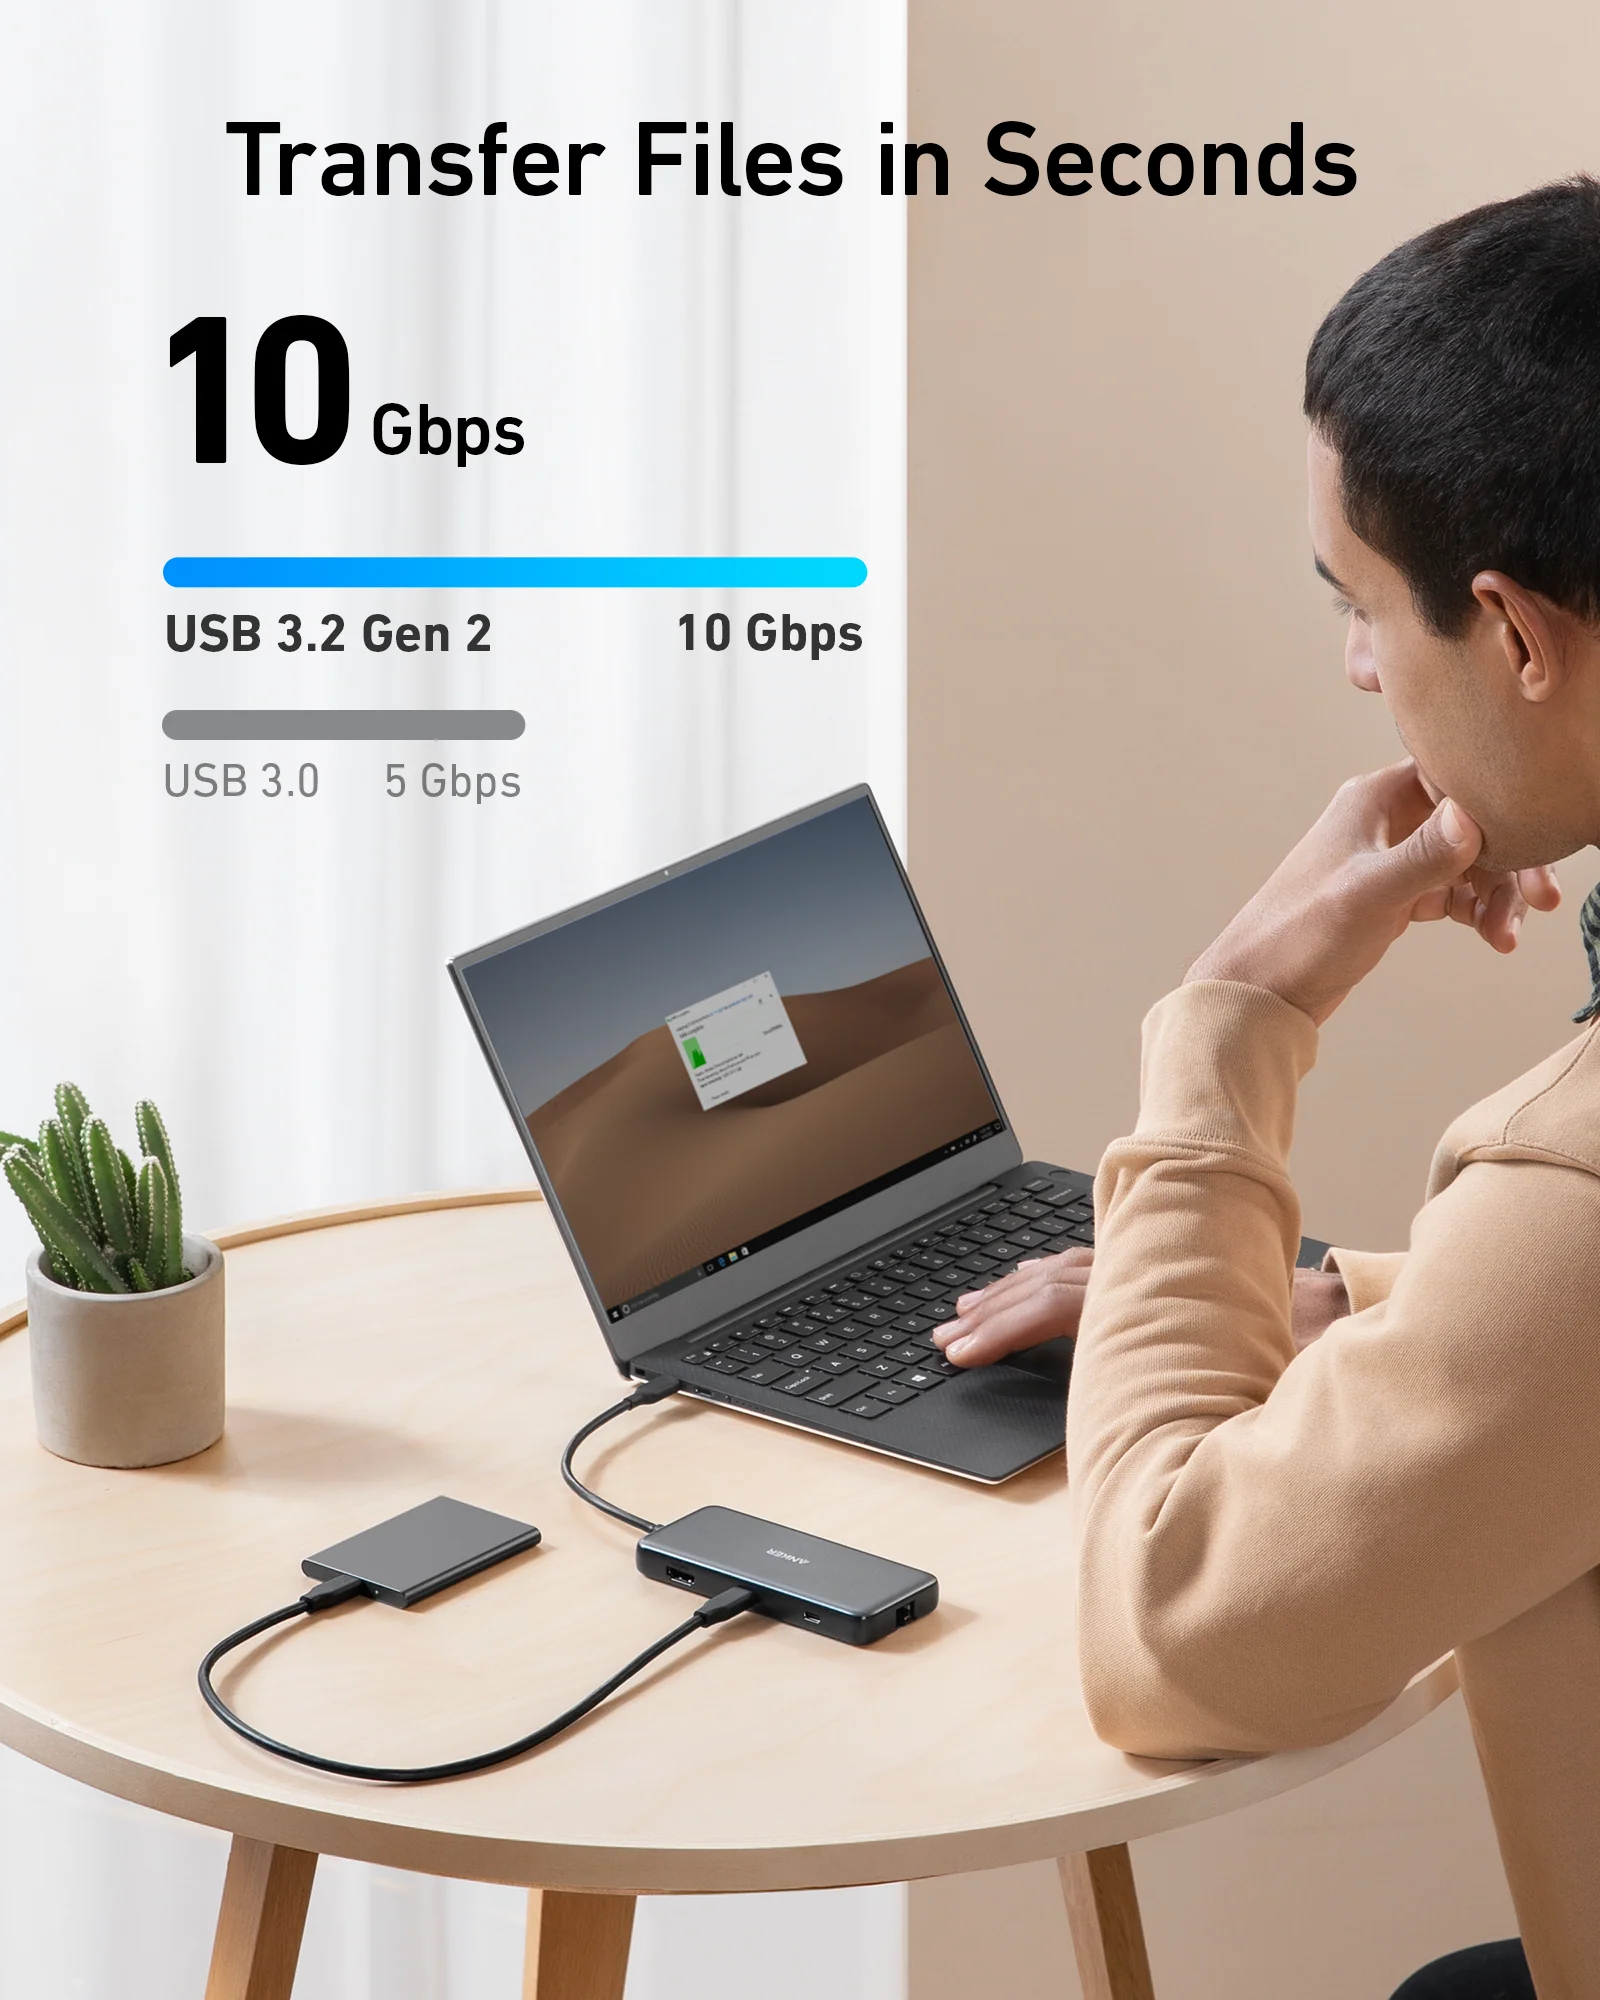 Transfer Files in Seconds
10 Gbps
USB 3.2 Gen 2 10 Gbps
USB 3.0 5 Gbps
ANKER